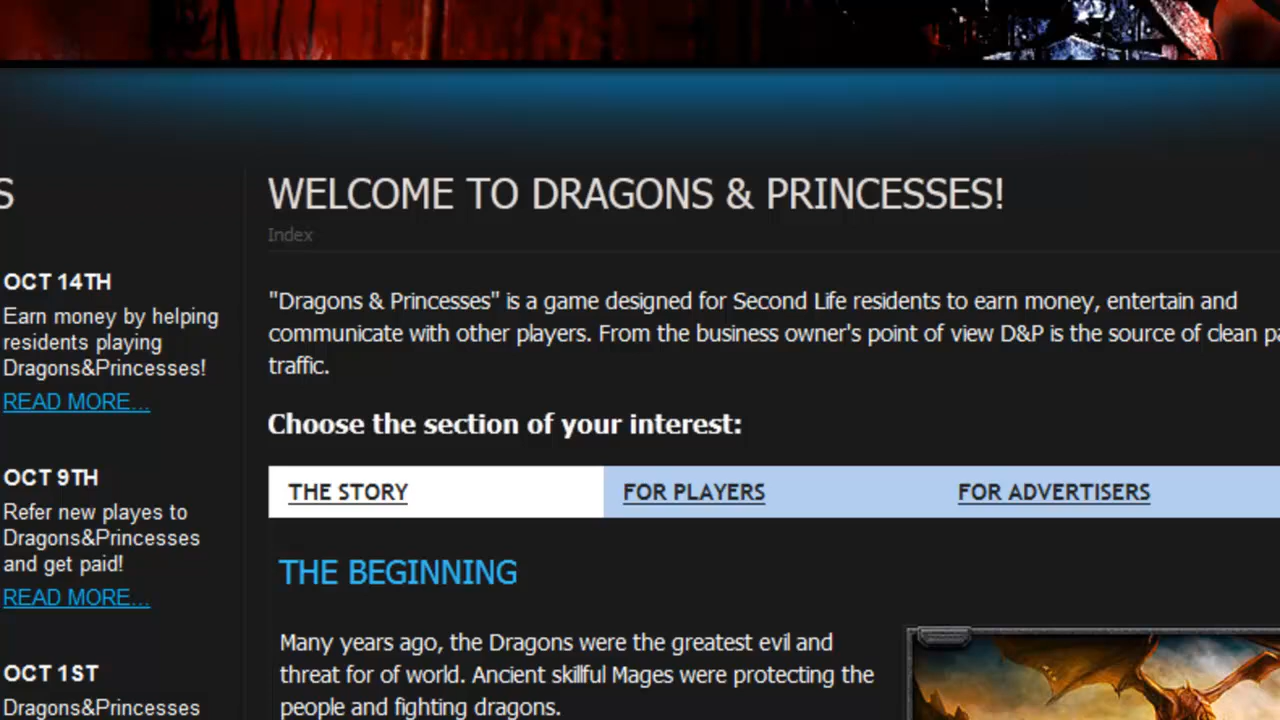 S
OCT 14TH
Earn money by helping
residents playing
Dragons&Princesses!
READ MORE...
OCT 9TH
Refer new playes to
Dragons&Princesses
and get paid!
READ MORE...
OCT 1ST
Dragons&Princesses
WELCOME TO DRAGONS & PRINCESSES!
Index
"Dragons & Princesses" is a game designed for Second Life residents to earn money, entertain and
communicate with other players. From the business owner's point of view D&P is the source of clean
traffic.
Choose the section of your interest:
THE STORY
FOR PLAYERS
FOR ADVERTISERS
THE BEGINNING
Many years ago, the Dragons were the greatest evil and
threat for of world. Ancient skillful Mages were protecting the
people and fighting dragons.